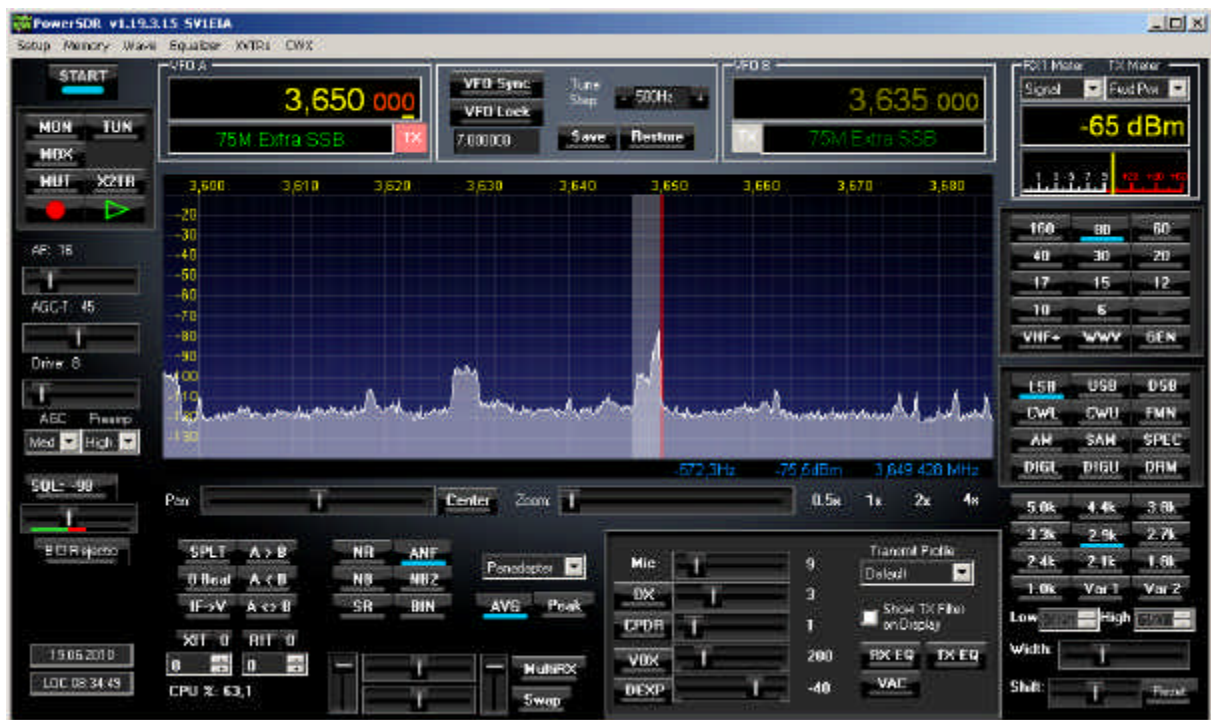 PowerSDR v1.19.3.15 SV1EIA
Setup Memory Wave Equalizer XVTRs CWX
START
MON TUN
MOX
MUT X2TR
AF: 16
AGC-T: 45
Drive: 8
AGC Preamp
Med High
SQL: -98
15.06.2010
LOC 08:34:49
VFO A
3,650 000
75M Extra SSB TX
VFO Sync
VFO Lock
7.000000
Tune
Step
- 500Hz +
Save Restore
VFO B
3,635 000
TX 75M Extra SSB
RX1 Meter TX Meter
Signal Fwd Pwr
-65 dBm
1 3 5 7 9
3,600 3,610 3,620 3,630 3,640 3,650 3,660 3,670 3,680
-20
-30
-40
-50
-60
-70
-80
-90
-100
-110
-120
-130
-572,3Hz -75,6dBm 3,649 428 MHz
Pan: Center Zoom: 0.5x 1x 2x 4x
SPLT A > B
0 Beat A < B
IF->V A <> B
XIT 0 RIT 0
0 0
CPU %: 63,1
NR ANF
NB NB2
SR BIN
Panadapter
AVG Peak
MultiRX
Swap
Mic 9
DX 3
CPDR 1
VOX 200
DEXP -40
Transmit Profile
Default
Show TX Filter
on Display
RX EQ TX EQ
VAC
160 80 60
40 30 20
17 15 12
10 6
VHF+ WWV GEN
LSB USB DSB
CWL CWU FMN
AM SAM SPEC
DIGL DIGU DRM
5.0k 4.4k 3.8k
3.3k 2.9k 2.7k
2.4k 2.1k 1.8k
1.0k Var 1 Var 2
Low High
Width:
Shift: Reset